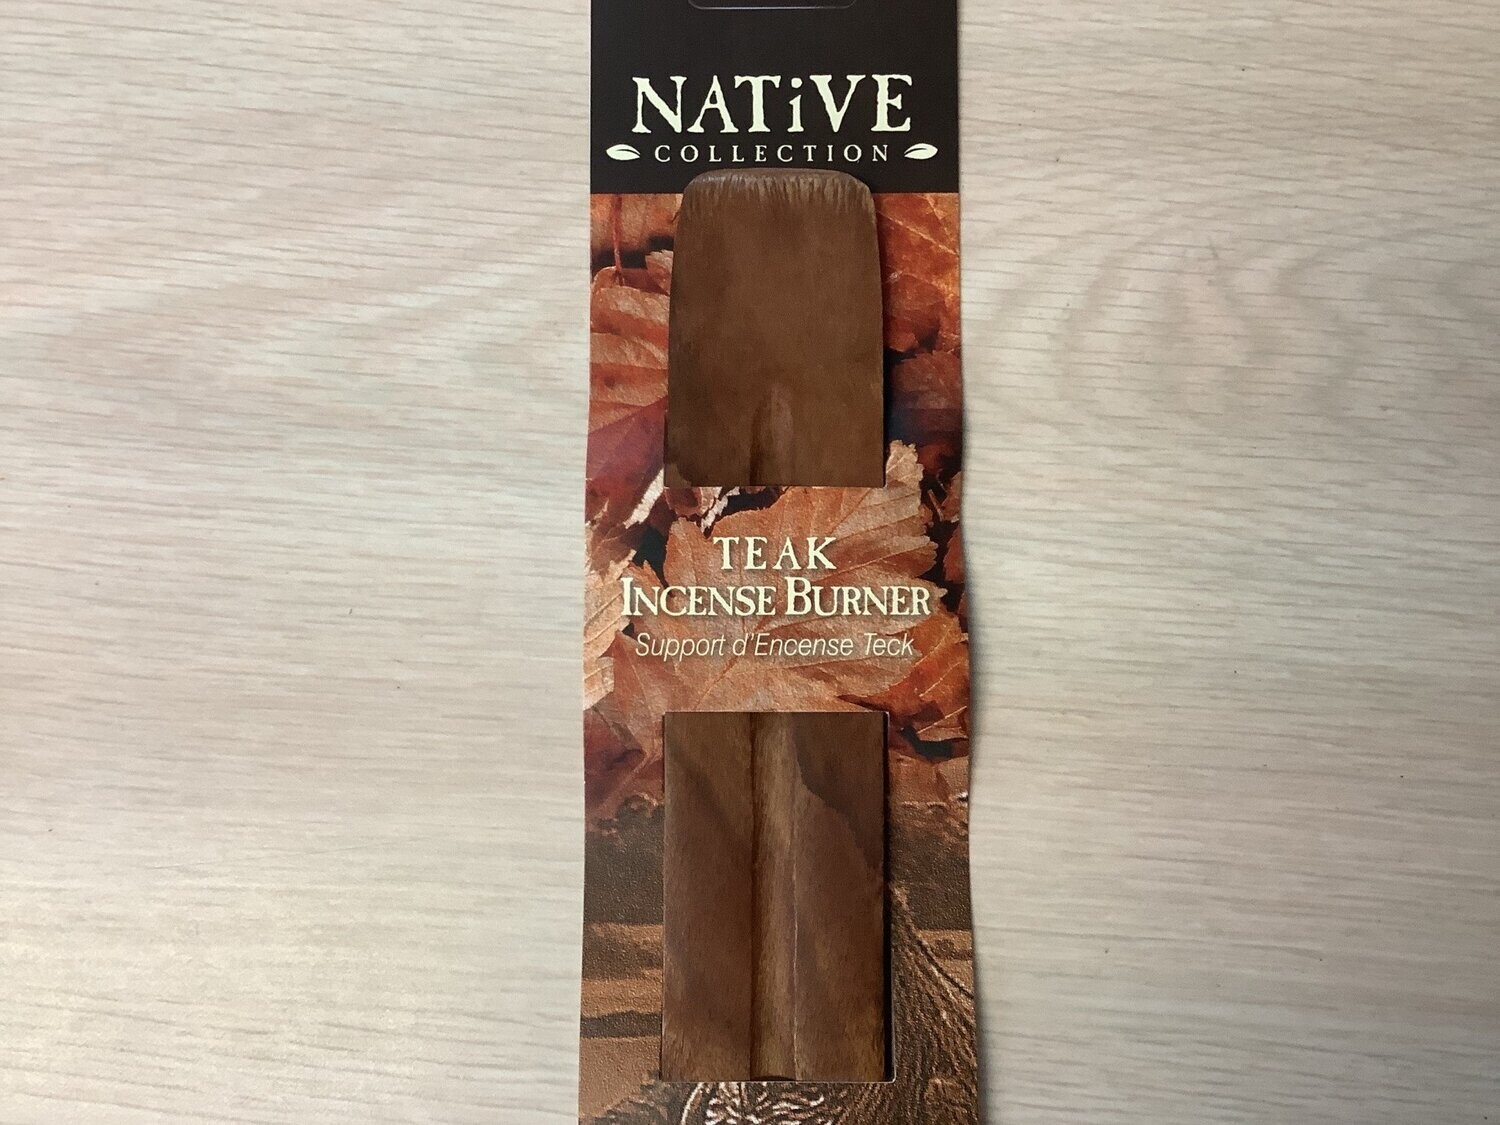 NATiVE
COLLECTION
TEAK
INCENSE BURNER
Support d'Encense Teck